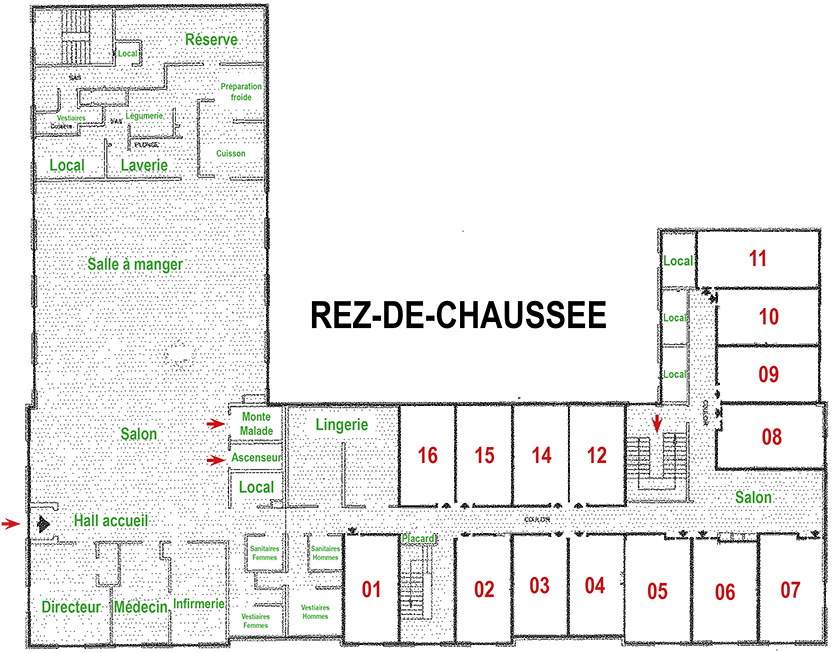 Réserve
Local
SAS
Préparation
froide
Vestiaires
Cuisine
Légumerie
SAS
PLONGE
Cuisson
Local
Laverie
Salle à manger
REZ-DE-CHAUSSEE
Local
11
Local
10
Local
09
COULOIR
08
Salon
Monte
Malade
Lingerie
Ascenseur
16
15
14
12
Local
Salon
Hall accueil
COULOIR
Placard
Sanitaires
Femmes
Sanitaires
Hommes
Directeur
Médecin
Infirmerie
Vestiaires
Femmes
Vestiaires
Hommes
01
02
03
04
05
06
07